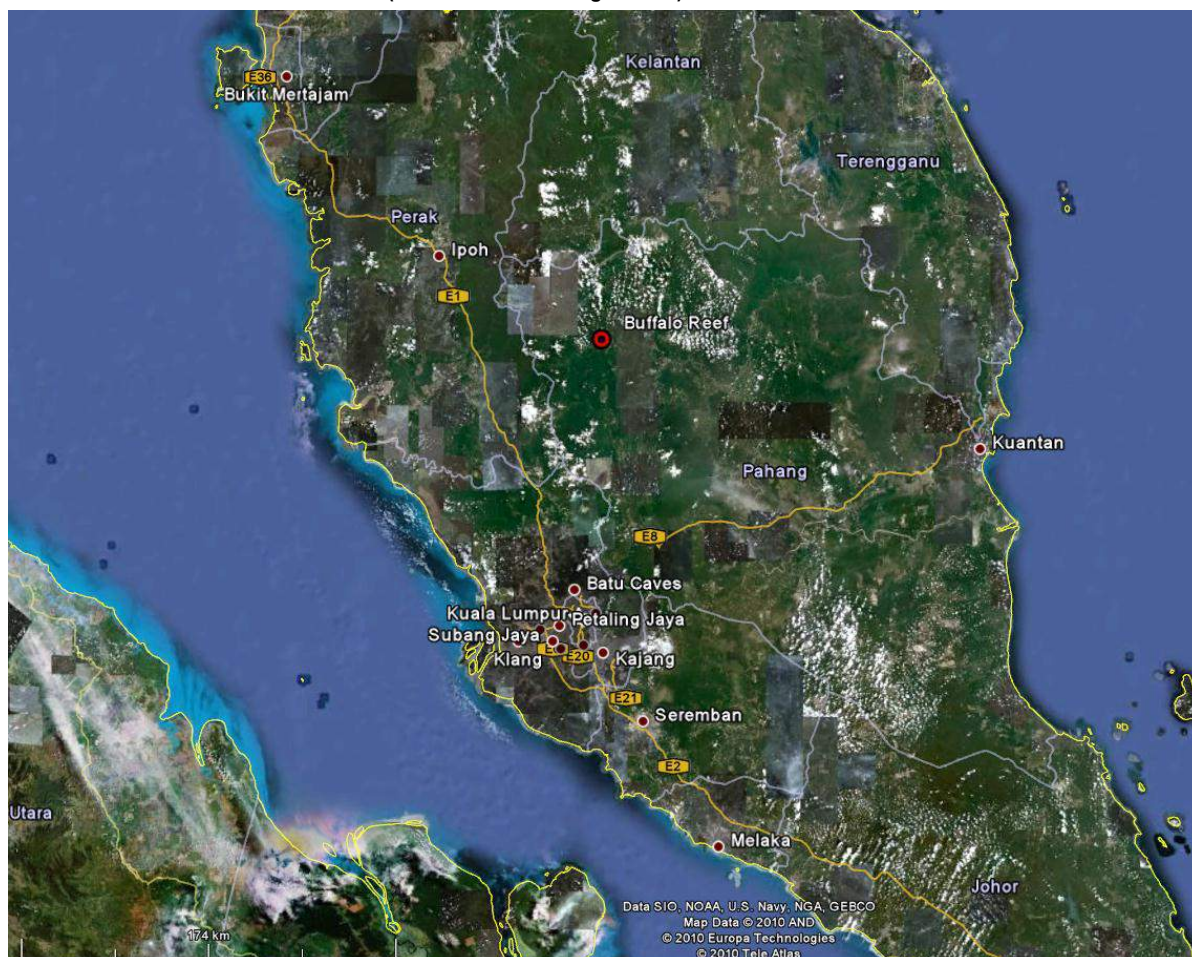 Kelantan
E36
Bukit Mertajam
Terengganu
Perak
Ipoh
E1
Buffalo Reef
Kuantan
Pahang
E8
Batu Caves
Kuala Lumpur
Petaling Jaya
Subang Jaya
Klang
E20
Kajang
E21
Seremban
E2
Utara
Melaka
Johor
Data SIO, NOAA, U.S. Navy, NGA, GEBCO
Map Data © 2010 AND
© 2010 Europa Technologies
© 2010 Tele Atlas
174 km